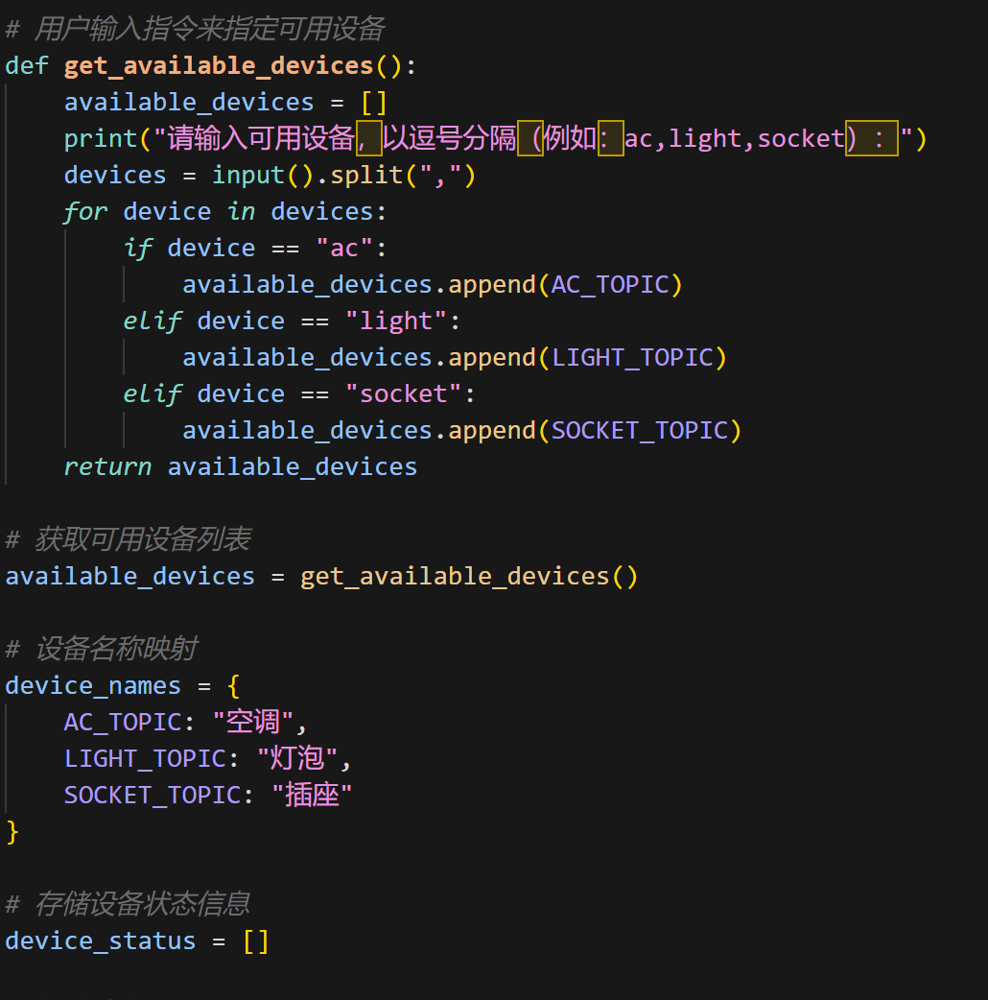 # 用户输入指令来指定可用设备
def get_available_devices():
    available_devices = []
    print("请输入可用设备，以逗号分隔（例如：ac,light,socket）：")
    devices = input().split(",")
    for device in devices:
        if device == "ac":
            available_devices.append(AC_TOPIC)
        elif device == "light":
            available_devices.append(LIGHT_TOPIC)
        elif device == "socket":
            available_devices.append(SOCKET_TOPIC)
    return available_devices

# 获取可用设备列表
available_devices = get_available_devices()

# 设备名称映射
device_names = {
    AC_TOPIC: "空调",
    LIGHT_TOPIC: "灯泡",
    SOCKET_TOPIC: "插座"
}

# 存储设备状态信息
device_status = []